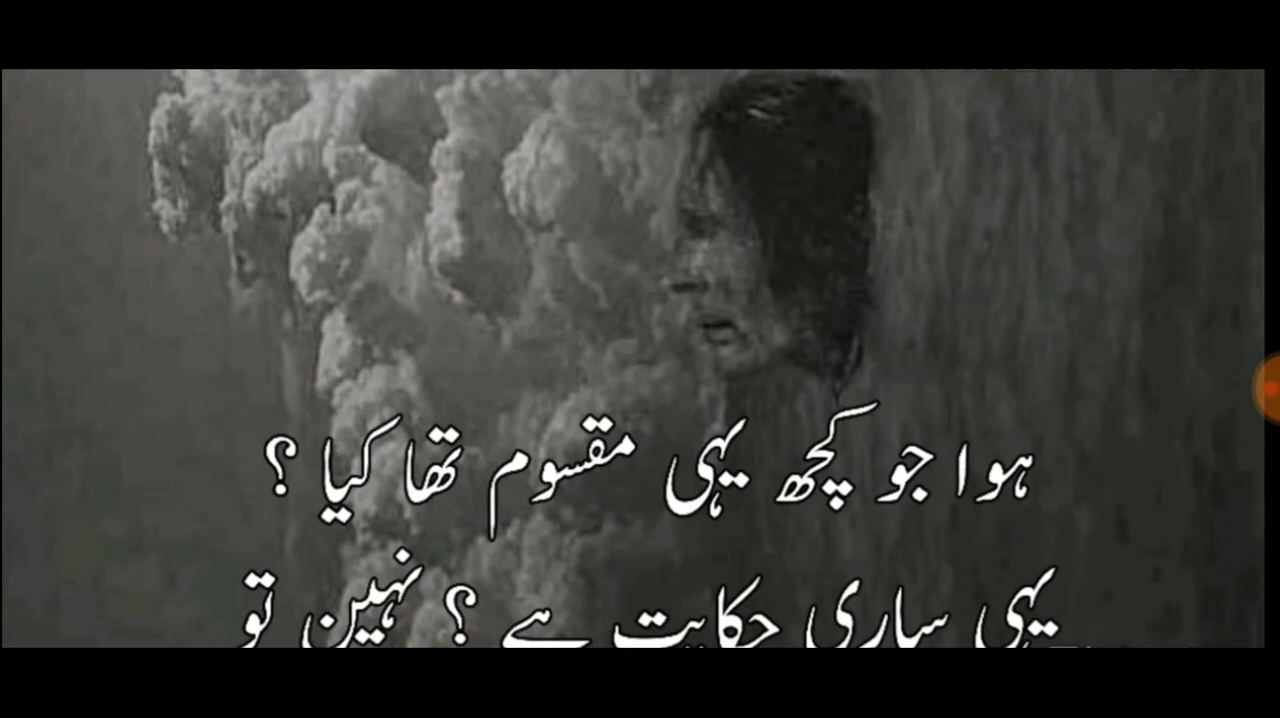 ہوا جو کچھ یہی مقسوم تھا کیا ؟
یہی ساری حکایت ہے ؟ نہیں تو